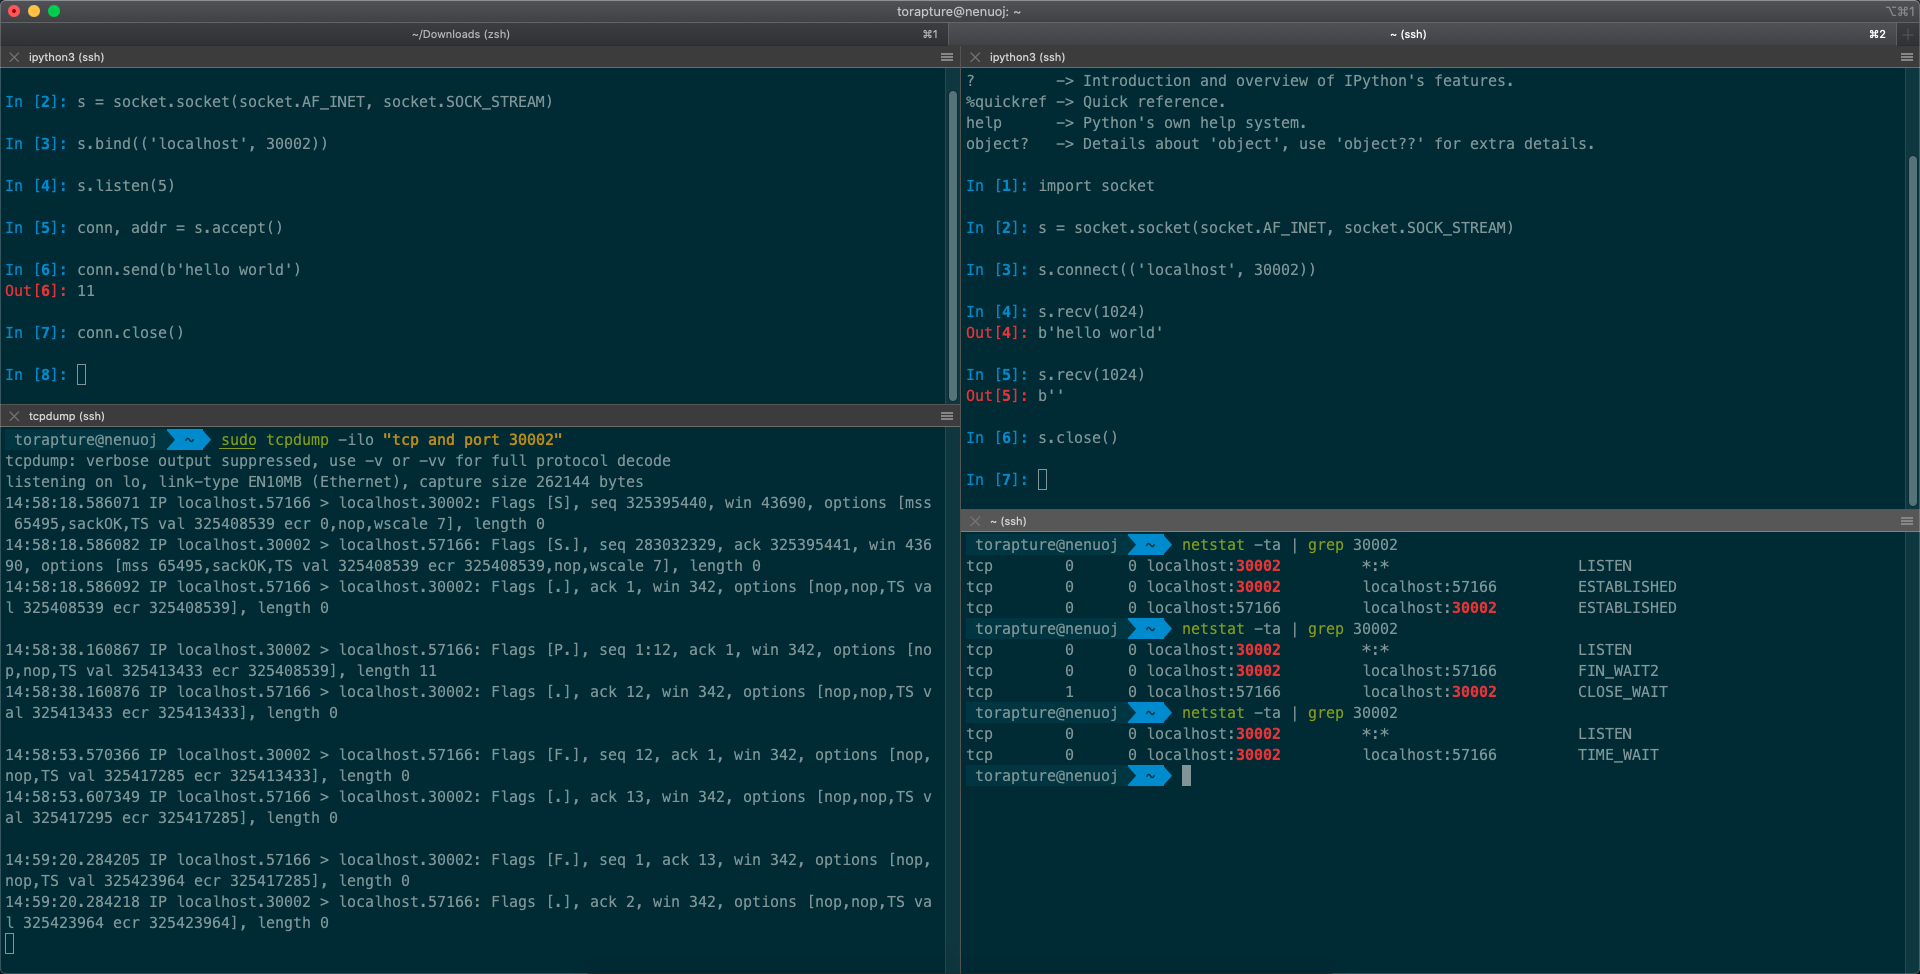 torapture@nenuoj: ~
⌥⌘1
~/Downloads (zsh)
⌘1
~ (ssh)
⌘2
ipython3 (ssh)
In [2]: s = socket.socket(socket.AF_INET, socket.SOCK_STREAM)
In [3]: s.bind(('localhost', 30002))
In [4]: s.listen(5)
In [5]: conn, addr = s.accept()
In [6]: conn.send(b'hello world')
Out[6]: 11
In [7]: conn.close()
In [8]:
tcpdump (ssh)
torapture@nenuoj ~ sudo tcpdump -ilo "tcp and port 30002"
tcpdump: verbose output suppressed, use -v or -vv for full protocol decode
listening on lo, link-type EN10MB (Ethernet), capture size 262144 bytes
14:58:18.586071 IP localhost.57166 > localhost.30002: Flags [S], seq 325395440, win 43690, options [mss
65495,sackOK,TS val 325408539 ecr 0,nop,wscale 7], length 0
14:58:18.586082 IP localhost.30002 > localhost.57166: Flags [S.], seq 283032329, ack 325395441, win 436
90, options [mss 65495,sackOK,TS val 325408539 ecr 325408539,nop,wscale 7], length 0
14:58:18.586092 IP localhost.57166 > localhost.30002: Flags [.], ack 1, win 342, options [nop,nop,TS va
l 325408539 ecr 325408539], length 0
14:58:38.160867 IP localhost.30002 > localhost.57166: Flags [P.], seq 1:12, ack 1, win 342, options [no
p,nop,TS val 325413433 ecr 325408539], length 11
14:58:38.160876 IP localhost.57166 > localhost.30002: Flags [.], ack 12, win 342, options [nop,nop,TS v
al 325413433 ecr 325413433], length 0
14:58:53.570366 IP localhost.30002 > localhost.57166: Flags [F.], seq 12, ack 1, win 342, options [nop,
nop,TS val 325417285 ecr 325413433], length 0
14:58:53.607349 IP localhost.57166 > localhost.30002: Flags [.], ack 13, win 342, options [nop,nop,TS v
al 325417295 ecr 325417285], length 0
14:59:20.284205 IP localhost.57166 > localhost.30002: Flags [F.], seq 1, ack 13, win 342, options [nop,
nop,TS val 325423964 ecr 325417285], length 0
14:59:20.284218 IP localhost.30002 > localhost.57166: Flags [.], ack 2, win 342, options [nop,nop,TS va
l 325423964 ecr 325423964], length 0
ipython3 (ssh)
? -> Introduction and overview of IPython's features.
%quickref -> Quick reference.
help -> Python's own help system.
object? -> Details about 'object', use 'object??' for extra details.
In [1]: import socket
In [2]: s = socket.socket(socket.AF_INET, socket.SOCK_STREAM)
In [3]: s.connect(('localhost', 30002))
In [4]: s.recv(1024)
Out[4]: b'hello world'
In [5]: s.recv(1024)
Out[5]: b''
In [6]: s.close()
In [7]:
~ (ssh)
torapture@nenuoj ~ netstat -ta | grep 30002
tcp 0 0 localhost:30002 *:* LISTEN
tcp 0 0 localhost:30002 localhost:57166 ESTABLISHED
tcp 0 0 localhost:57166 localhost:30002 ESTABLISHED
torapture@nenuoj ~ netstat -ta | grep 30002
tcp 0 0 localhost:30002 *:* LISTEN
tcp 0 0 localhost:30002 localhost:57166 FIN_WAIT2
tcp 1 0 localhost:57166 localhost:30002 CLOSE_WAIT
torapture@nenuoj ~ netstat -ta | grep 30002
tcp 0 0 localhost:30002 *:* LISTEN
tcp 0 0 localhost:30002 localhost:57166 TIME_WAIT
torapture@nenuoj ~